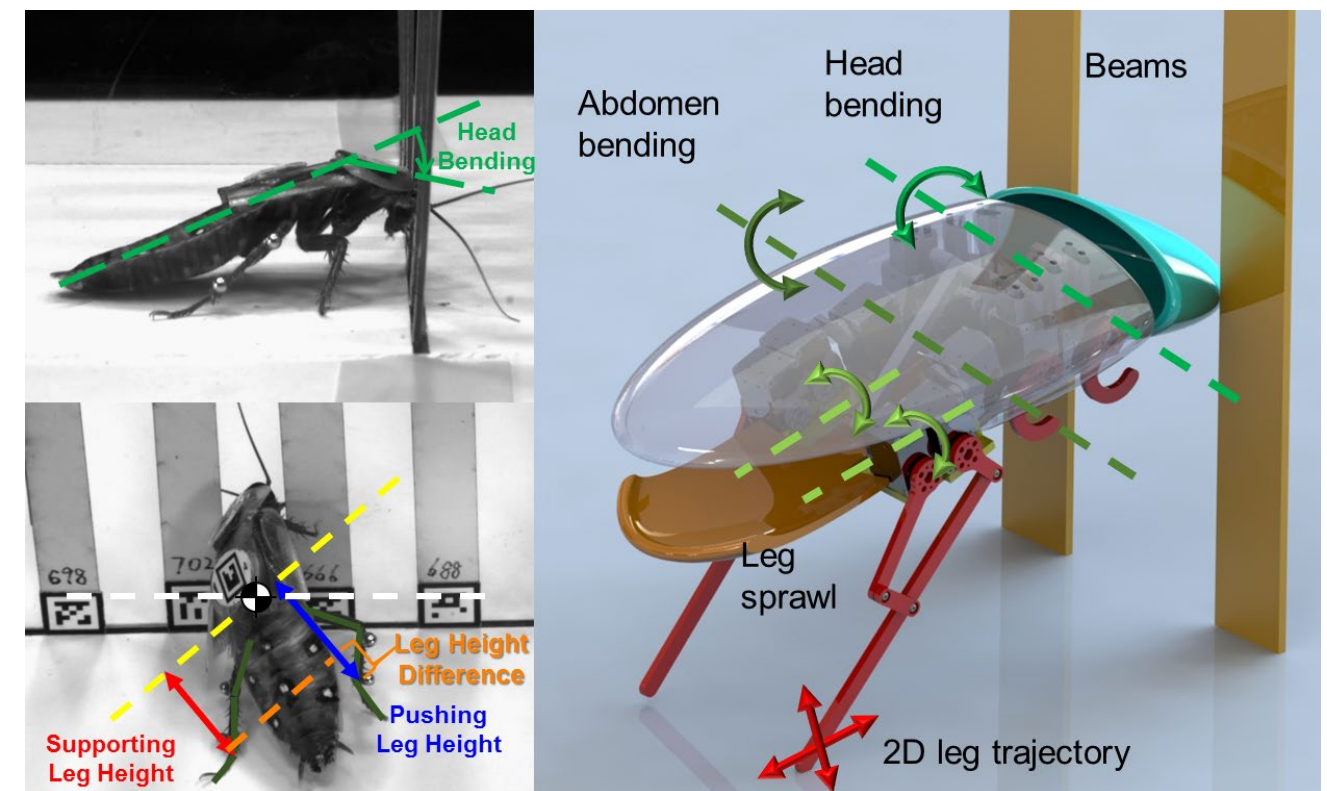 Head
Bending
698
702
666
688
Leg Height
Difference
Pushing
Leg Height
Supporting
Leg Height
Abdomen
bending
Head
bending
Beams
Leg
sprawl
2D leg trajectory